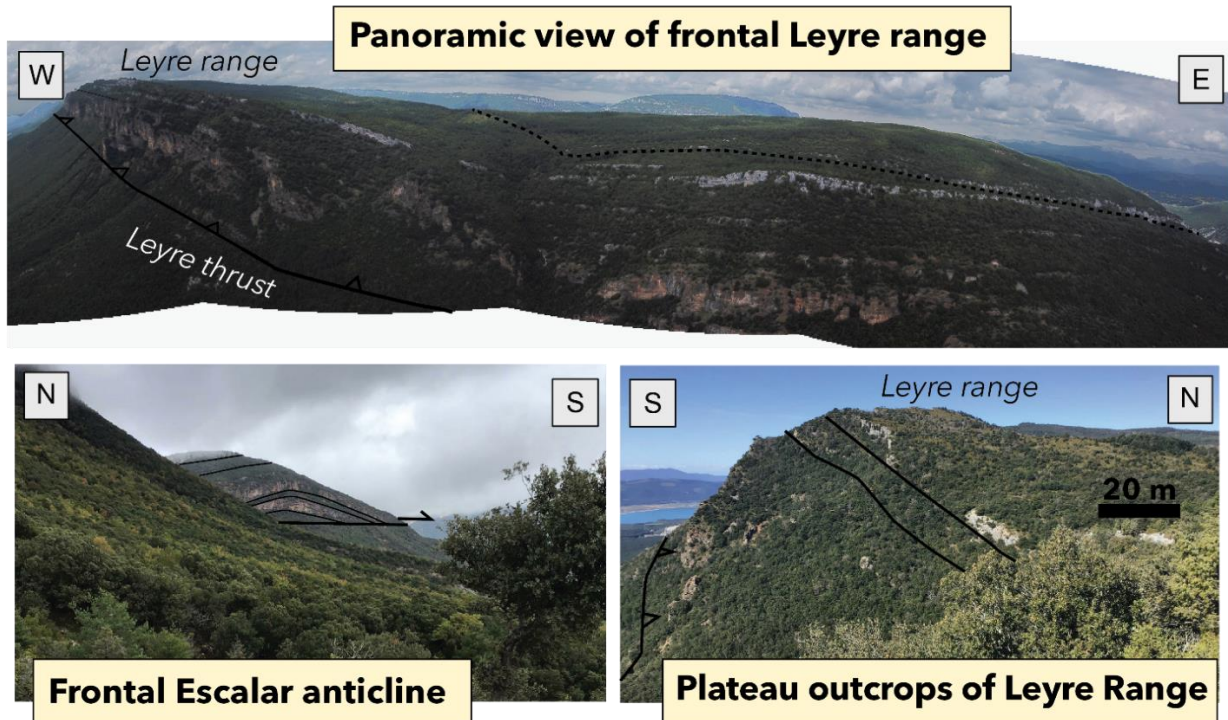 Panoramic view of frontal Leyre range
W
Leyre range
E
Leyre thrust
N
S
Frontal Escalar anticline
S
Leyre range
N
20 m
Plateau outcrops of Leyre Range